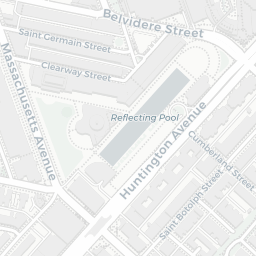 Belvidere Street
Saint Germain Street
Clearway Street
Massachusetts Avenue
Reflecting Pool
Huntington Avenue
Cumberland Street
Saint Botolph Street